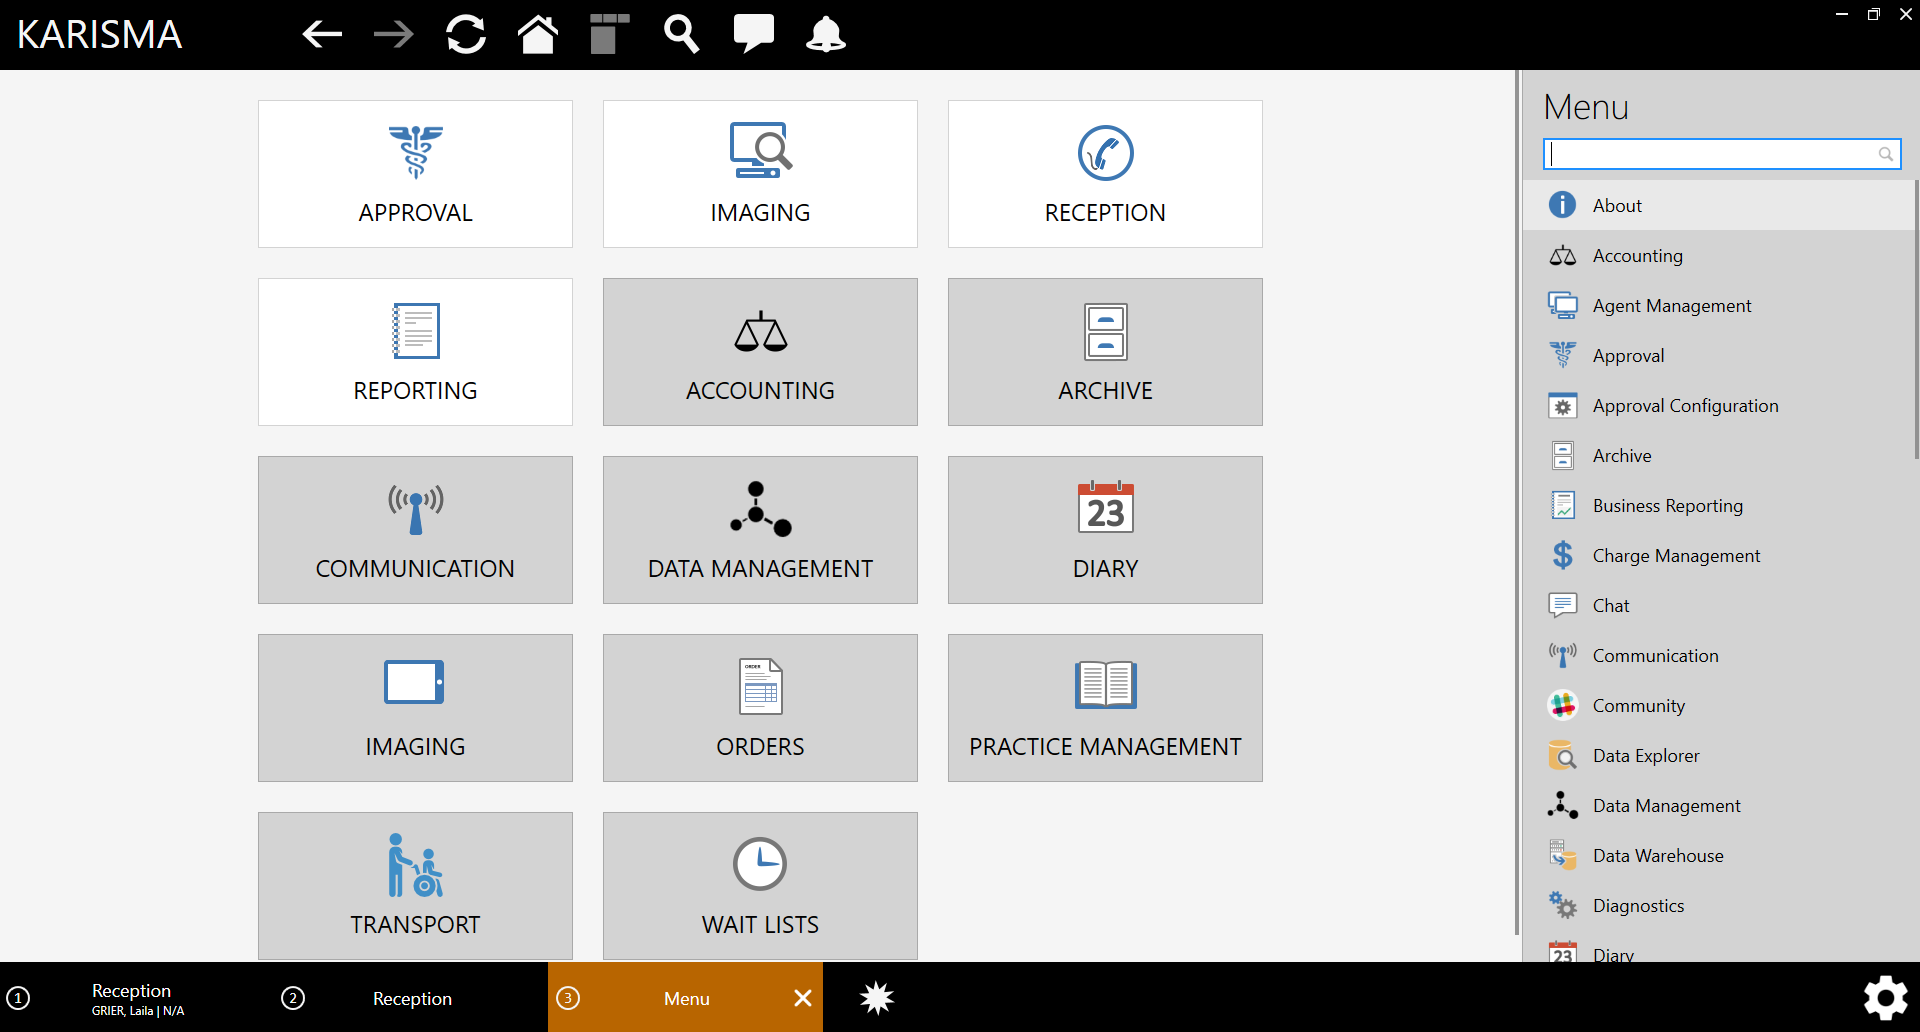 KARISMA
APPROVAL
IMAGING
RECEPTION
REPORTING
ACCOUNTING
ARCHIVE
COMMUNICATION
DATA MANAGEMENT
23
DIARY
IMAGING
ORDER
ORDERS
PRACTICE MANAGEMENT
TRANSPORT
WAIT LISTS
Menu
About
Accounting
Agent Management
Approval
Approval Configuration
Archive
Business Reporting
Charge Management
Chat
Communication
Community
Data Explorer
Data Management
Data Warehouse
Diagnostics
23 Diary
1 Reception
GRIER, Laila | N/A
2 Reception
3 Menu